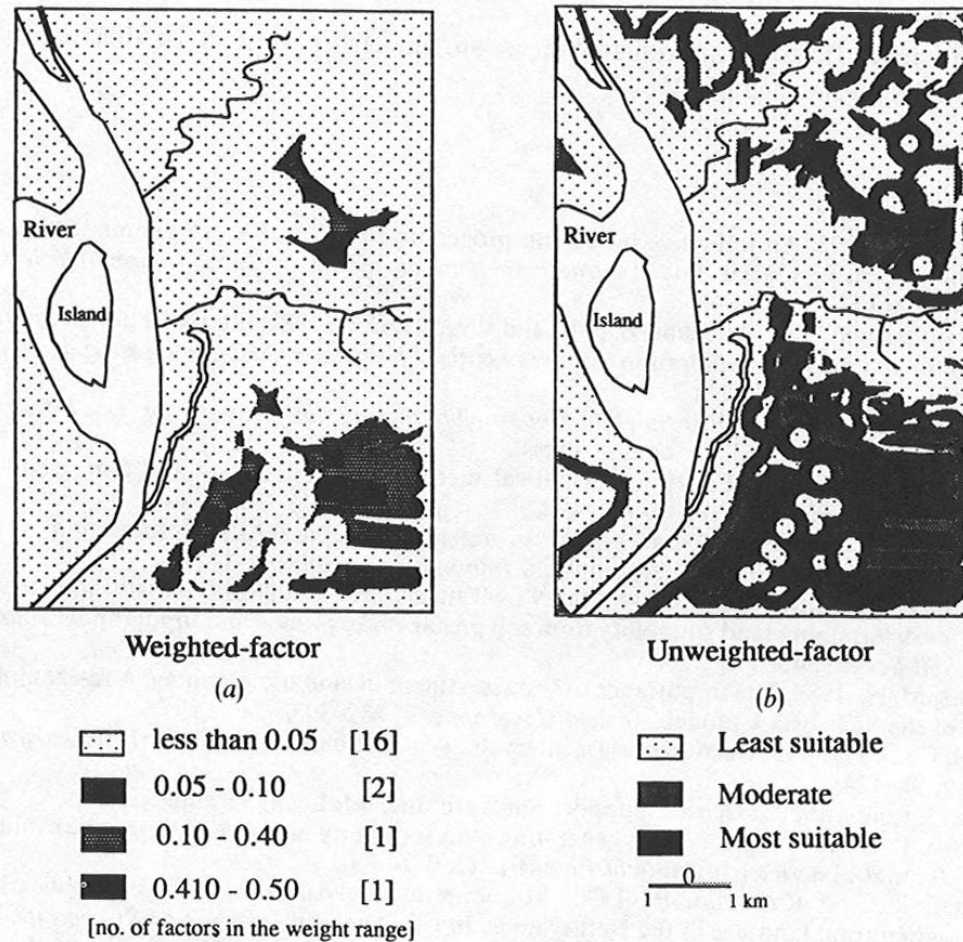 River
Island
River
Island
Weighted-factor
(a)
less than 0.05 [16]
0.05 - 0.10 [2]
0.10 - 0.40 [1]
0.410 - 0.50 [1]
[no. of factors in the weight range]
Unweighted-factor
(b)
Least suitable
Moderate
Most suitable
0
1 km